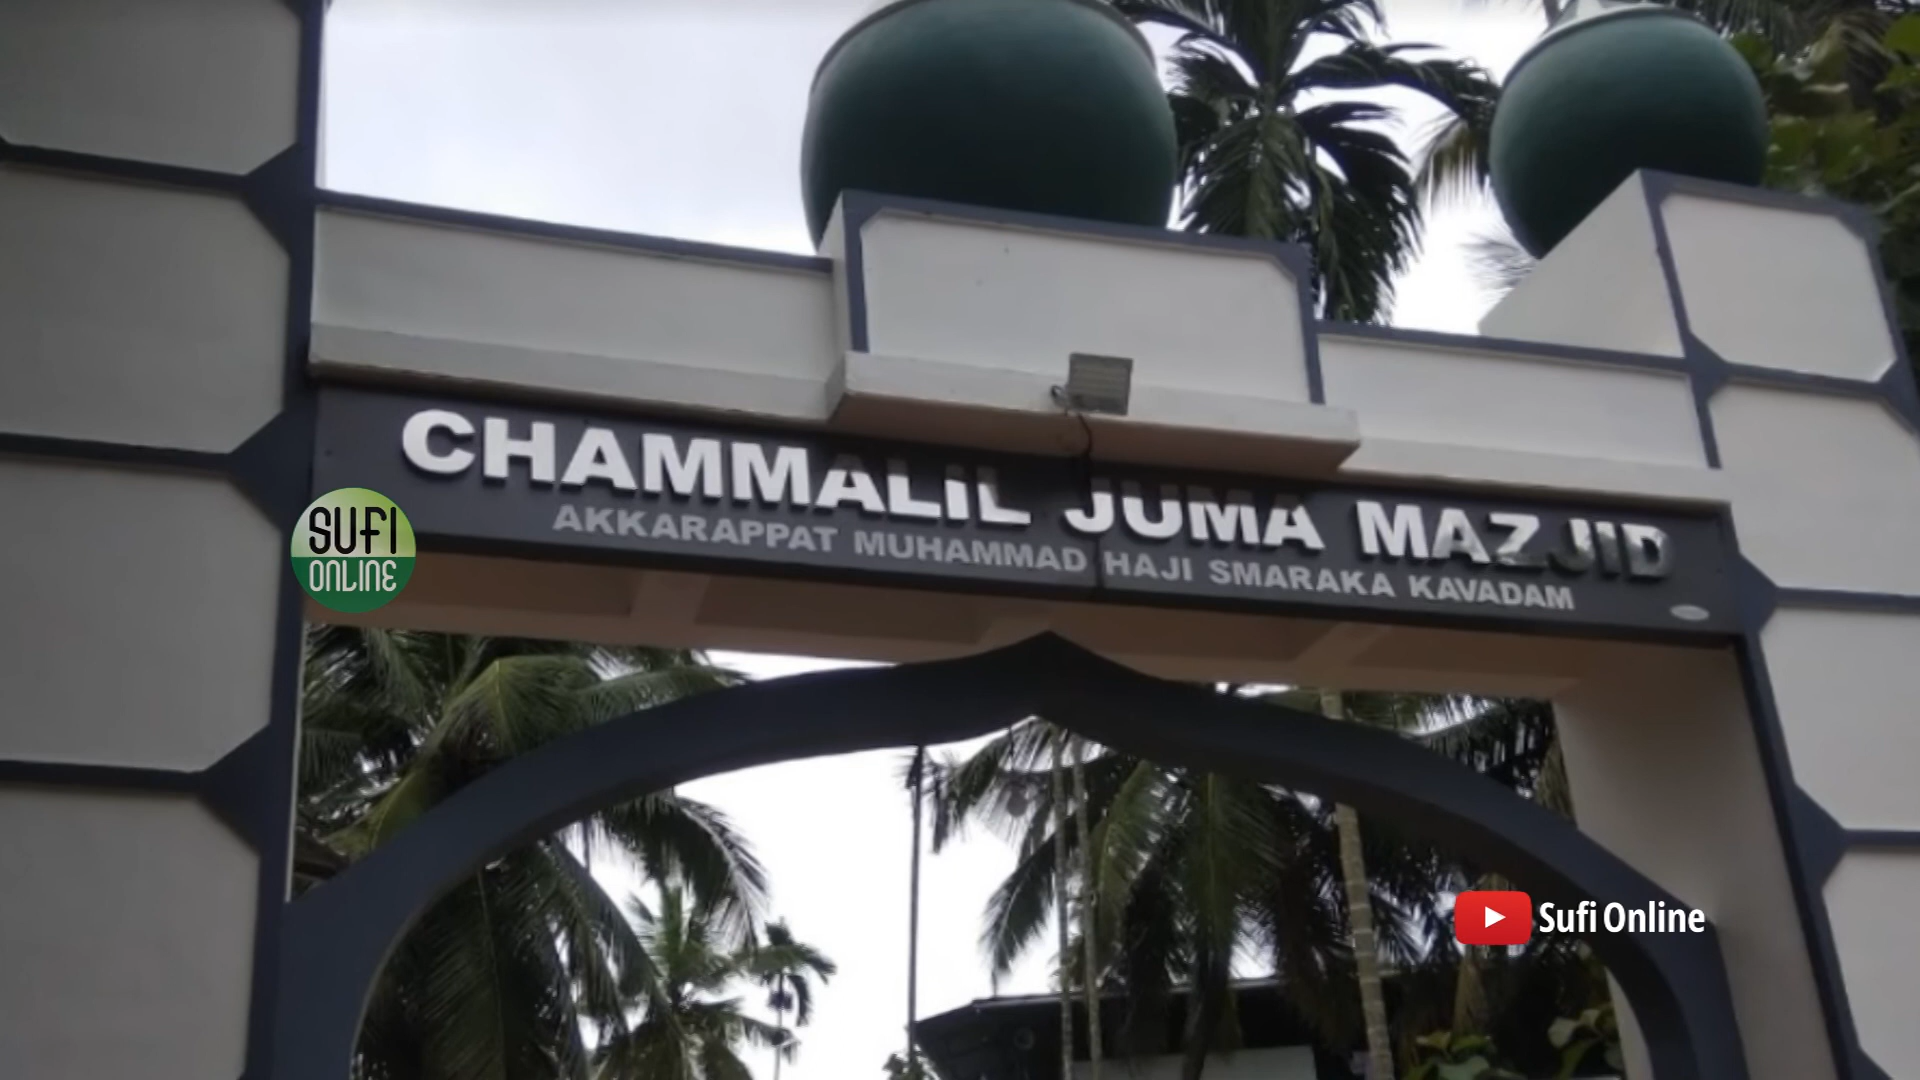 CHAMMALIL JUMA MAZJID
AKKARAPPAT MUHAMMAD HAJI SMARAKA KAVADAM
SUFI
ONLINE
Sufi Online